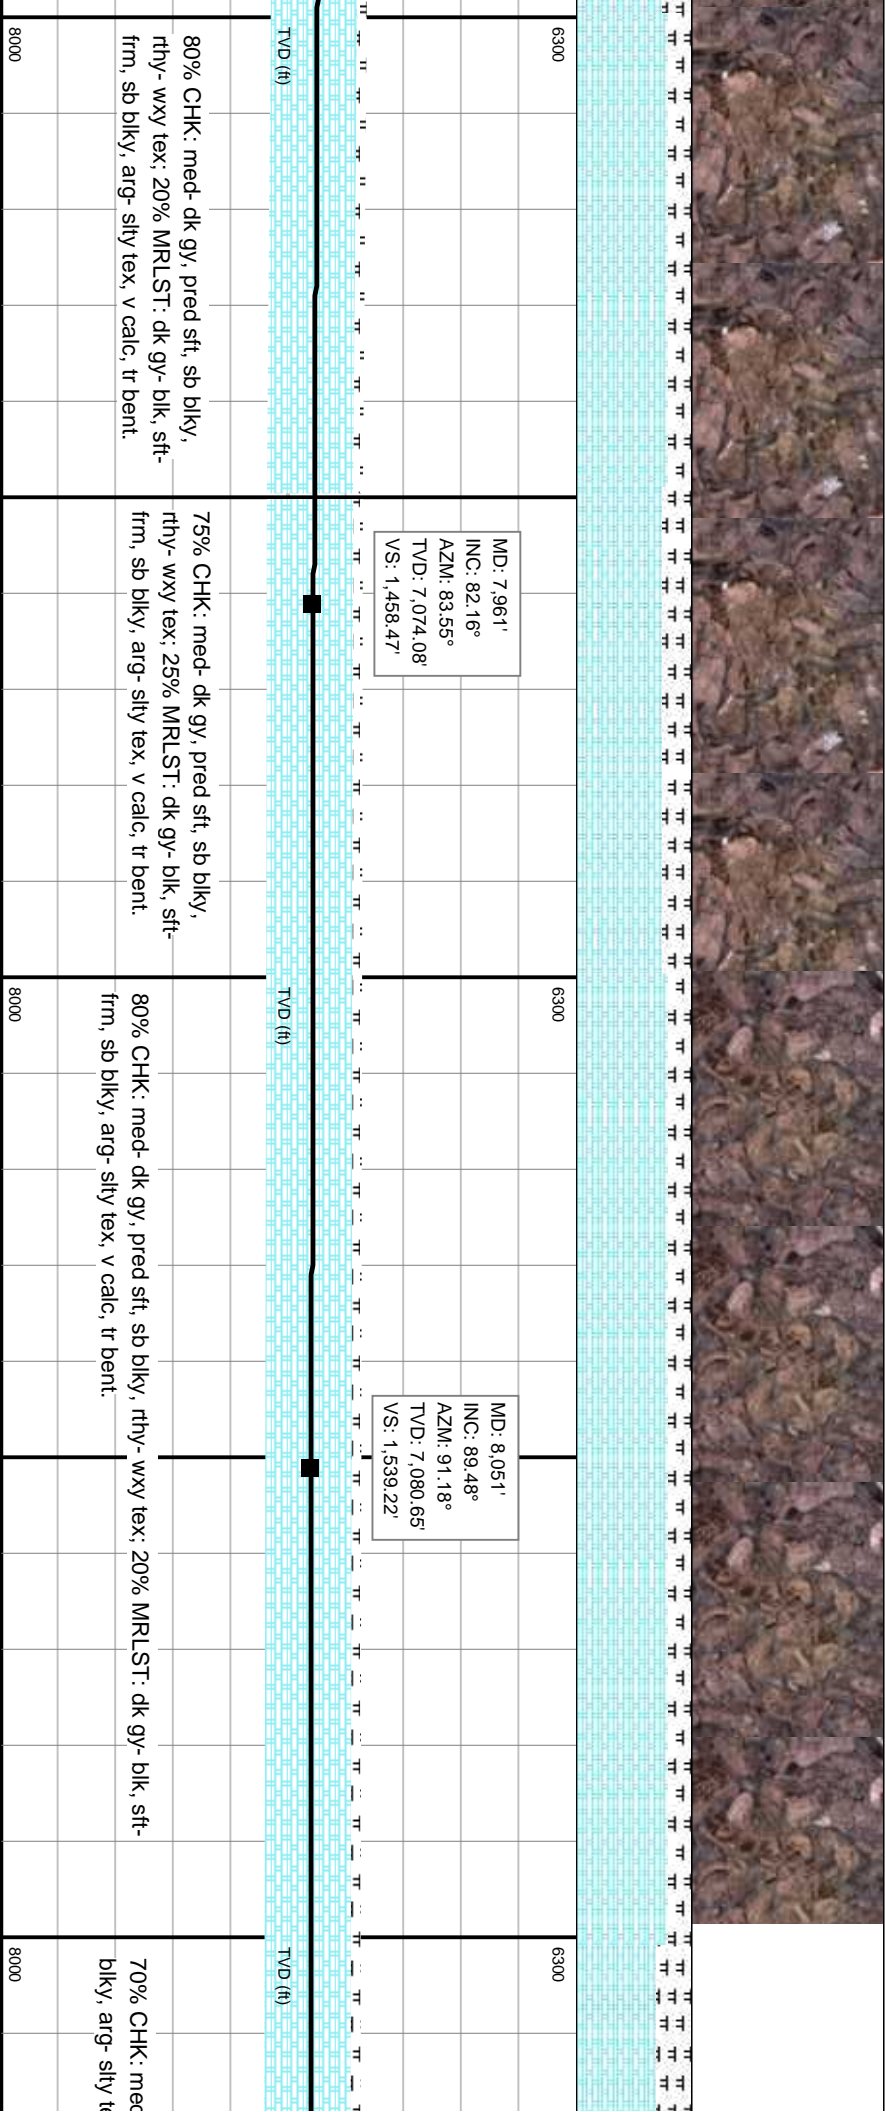 6300
TVD (ft)
8000
80% CHK: med- dk gy, pred sft, sb blky,
rthy- wxy tex; 20% MRLST: dk gy- blk, sft-
frm, sb blky, arg- slty tex, v calc, tr bent.
MD: 7,961'
INC: 82.16°
AZM: 83.55°
TVD: 7,074.08'
VS: 1,458.47'
75% CHK: med- dk gy, pred sft, sb blky,
rthy- wxy tex; 25% MRLST: dk gy- blk, sft-
frm, sb blky, arg- slty tex, v calc, tr bent.
6300
TVD (ft)
8000
80% CHK: med- dk gy, pred sft, sb blky, rthy- wxy tex; 20% MRLST: dk gy- blk, sft-
frm, sb blky, arg- slty tex, v calc, tr bent.
MD: 8,051'
INC: 89.48°
AZM: 91.18°
TVD: 7,080.65'
VS: 1,539.22'
6300
TVD (ft)
8000
70% CHK: med
blky, arg- slty te